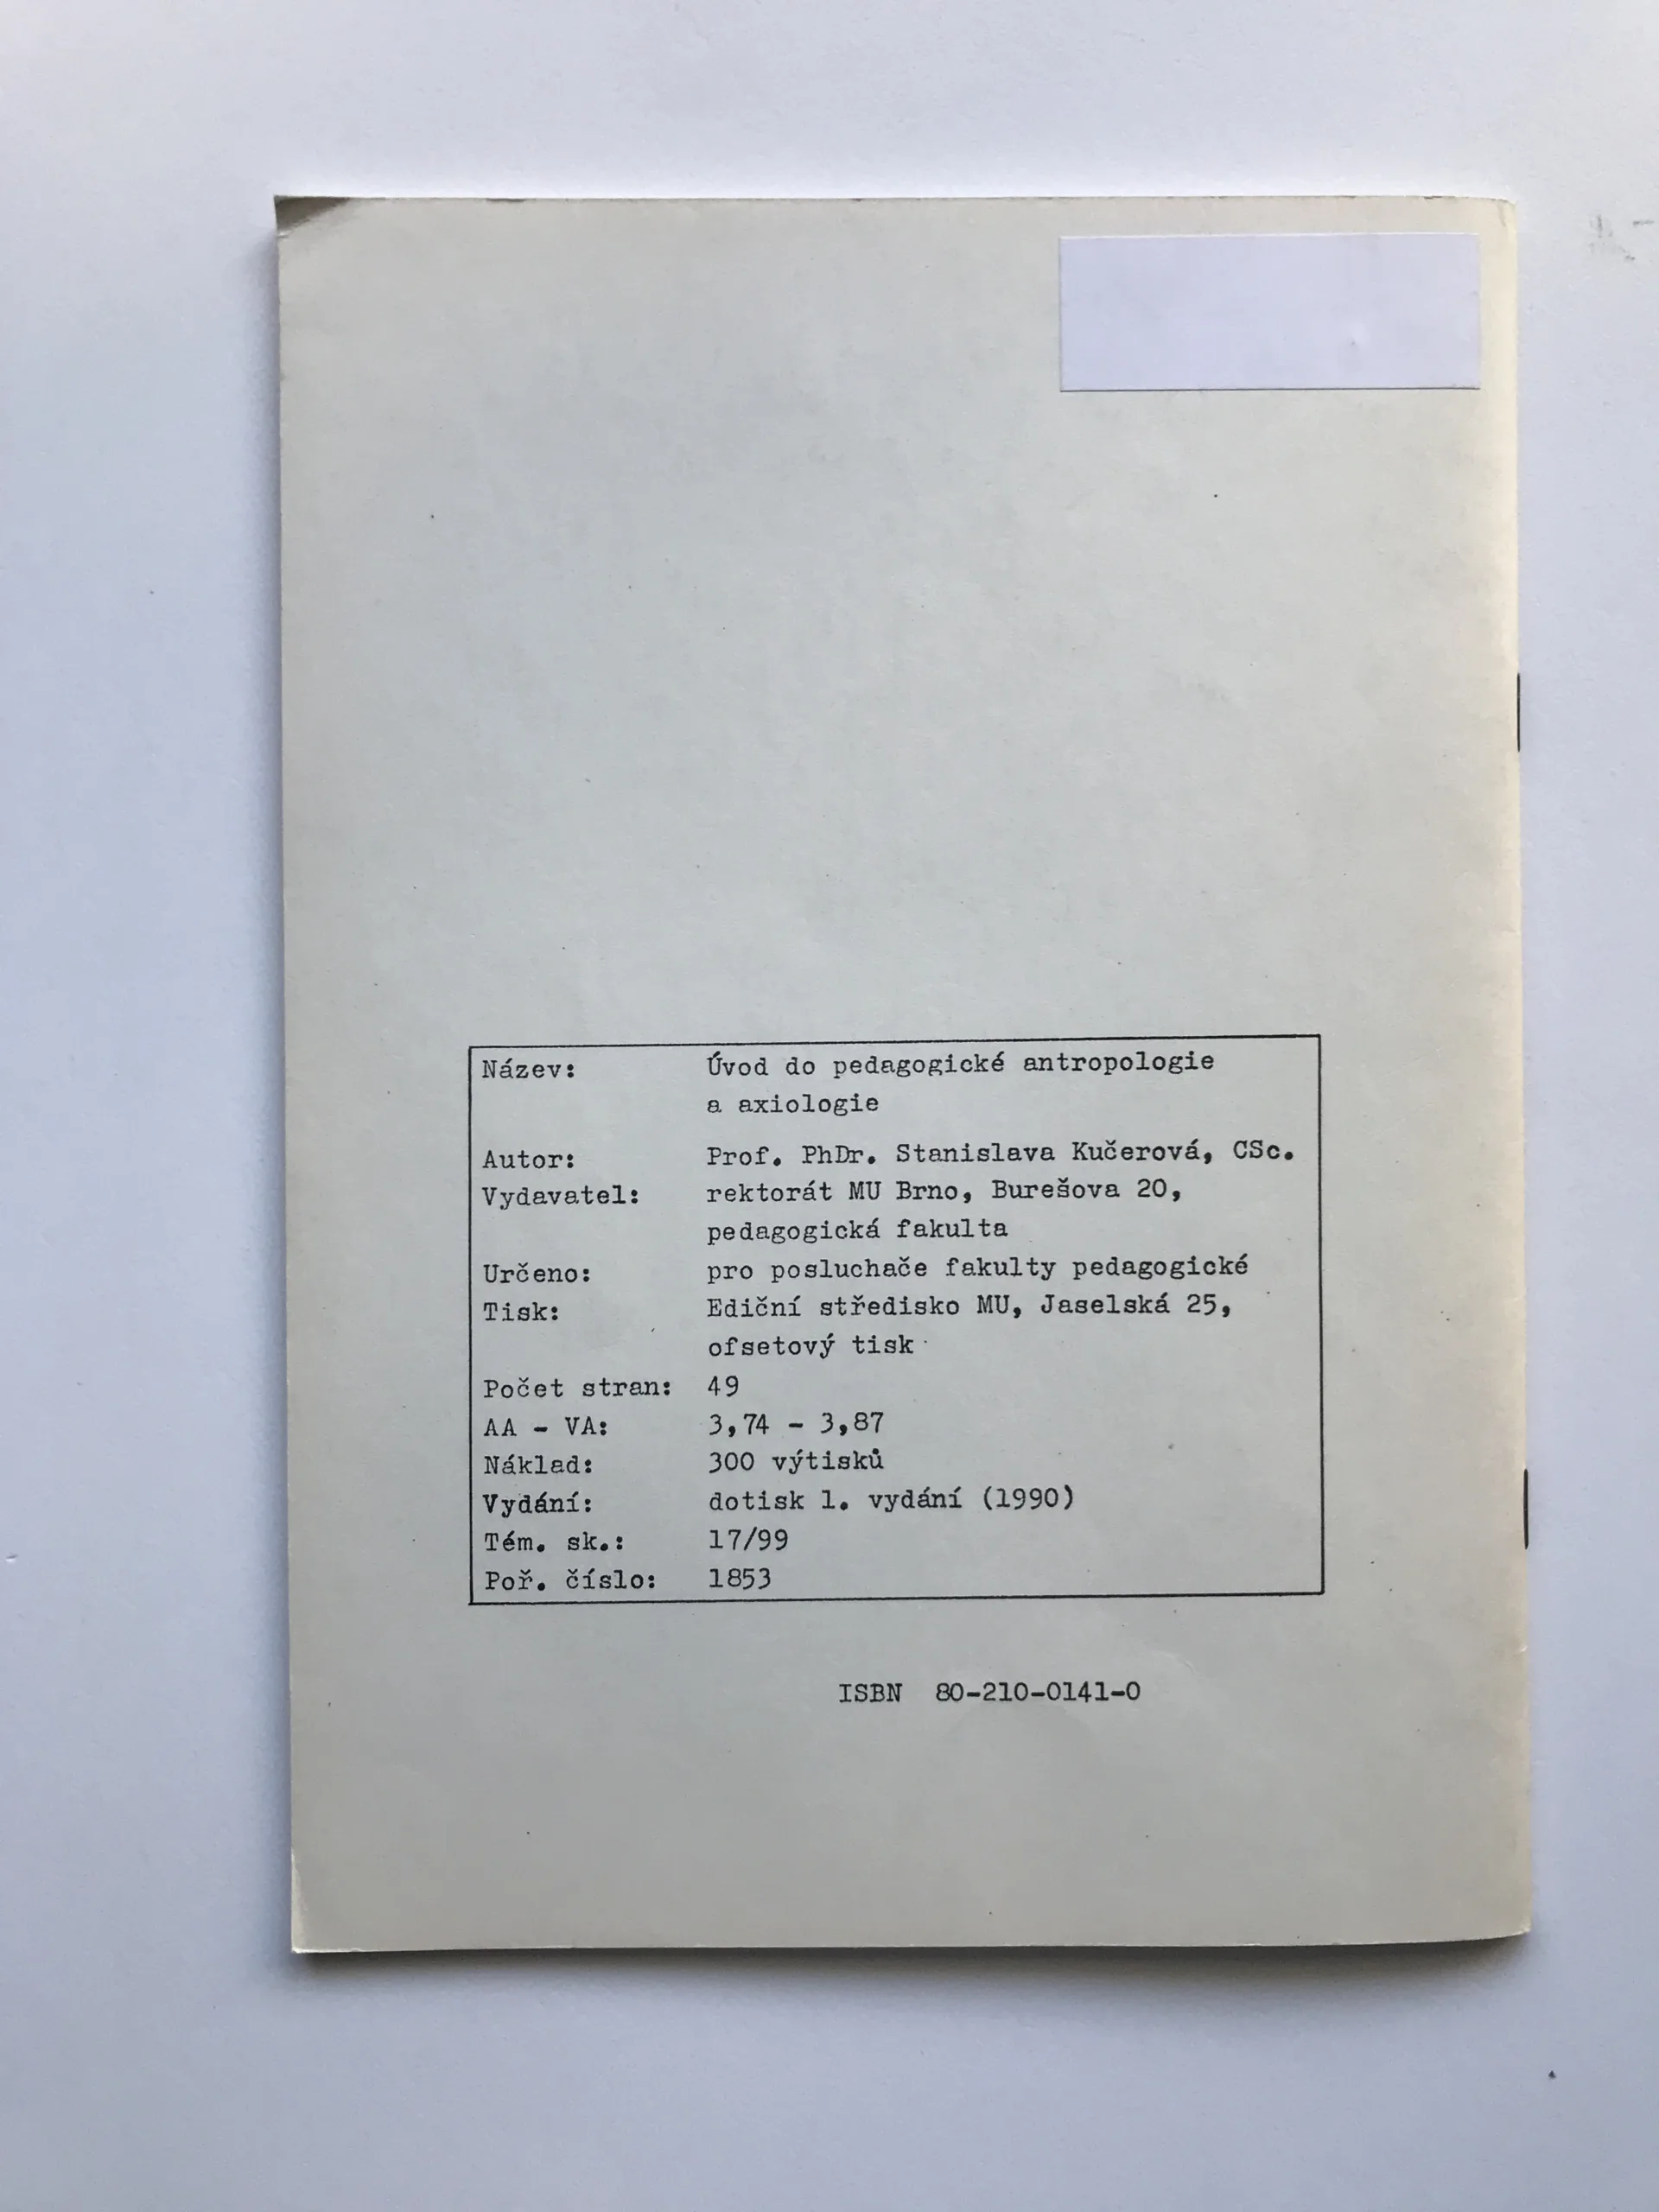 Název: Úvod do pedagogické antropologie
a axiologie
Autor: Prof. PhDr. Stanislava Kučerová, CSc.
Vydavatel: rektorát MU Brno, Burešova 20,
pedagogická fakulta
Určeno: pro posluchače fakulty pedagogické
Tisk: Ediční středisko MU, Jaselská 25,
ofsetový tisk
Počet stran: 49
AA - VA: 3,74 - 3,87
Náklad: 300 výtisků
Vydání: dotisk 1. vydání (1990)
Tém. sk.: 17/99
Poř. číslo: 1853
ISBN 80-210-0141-0